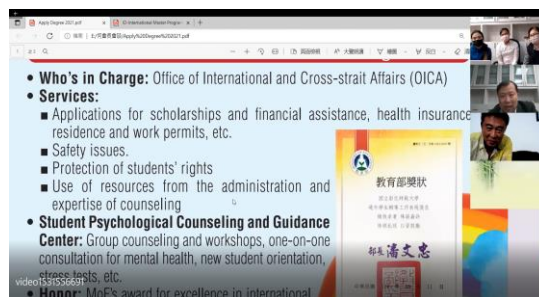 Apply Degree 2021.pdf
• Who's in Charge: Office of International and Cross-strait Affairs (OICA)
• Services:
■ Applications for scholarships and financial assistance, health insurance
residence and work permits, etc.
■ Safety issues.
■ Protection of students' rights
■ Use of resources from the administration and
expertise of counseling
• Student Psychological Counseling and Guidance
Center: Group counseling and workshops, one-on-one
consultation for mental health, new student orientation,
stress tests, etc.
• Honor: MoE's award for excellence in international
教育部獎狀
部長潘文忠
video1531556691